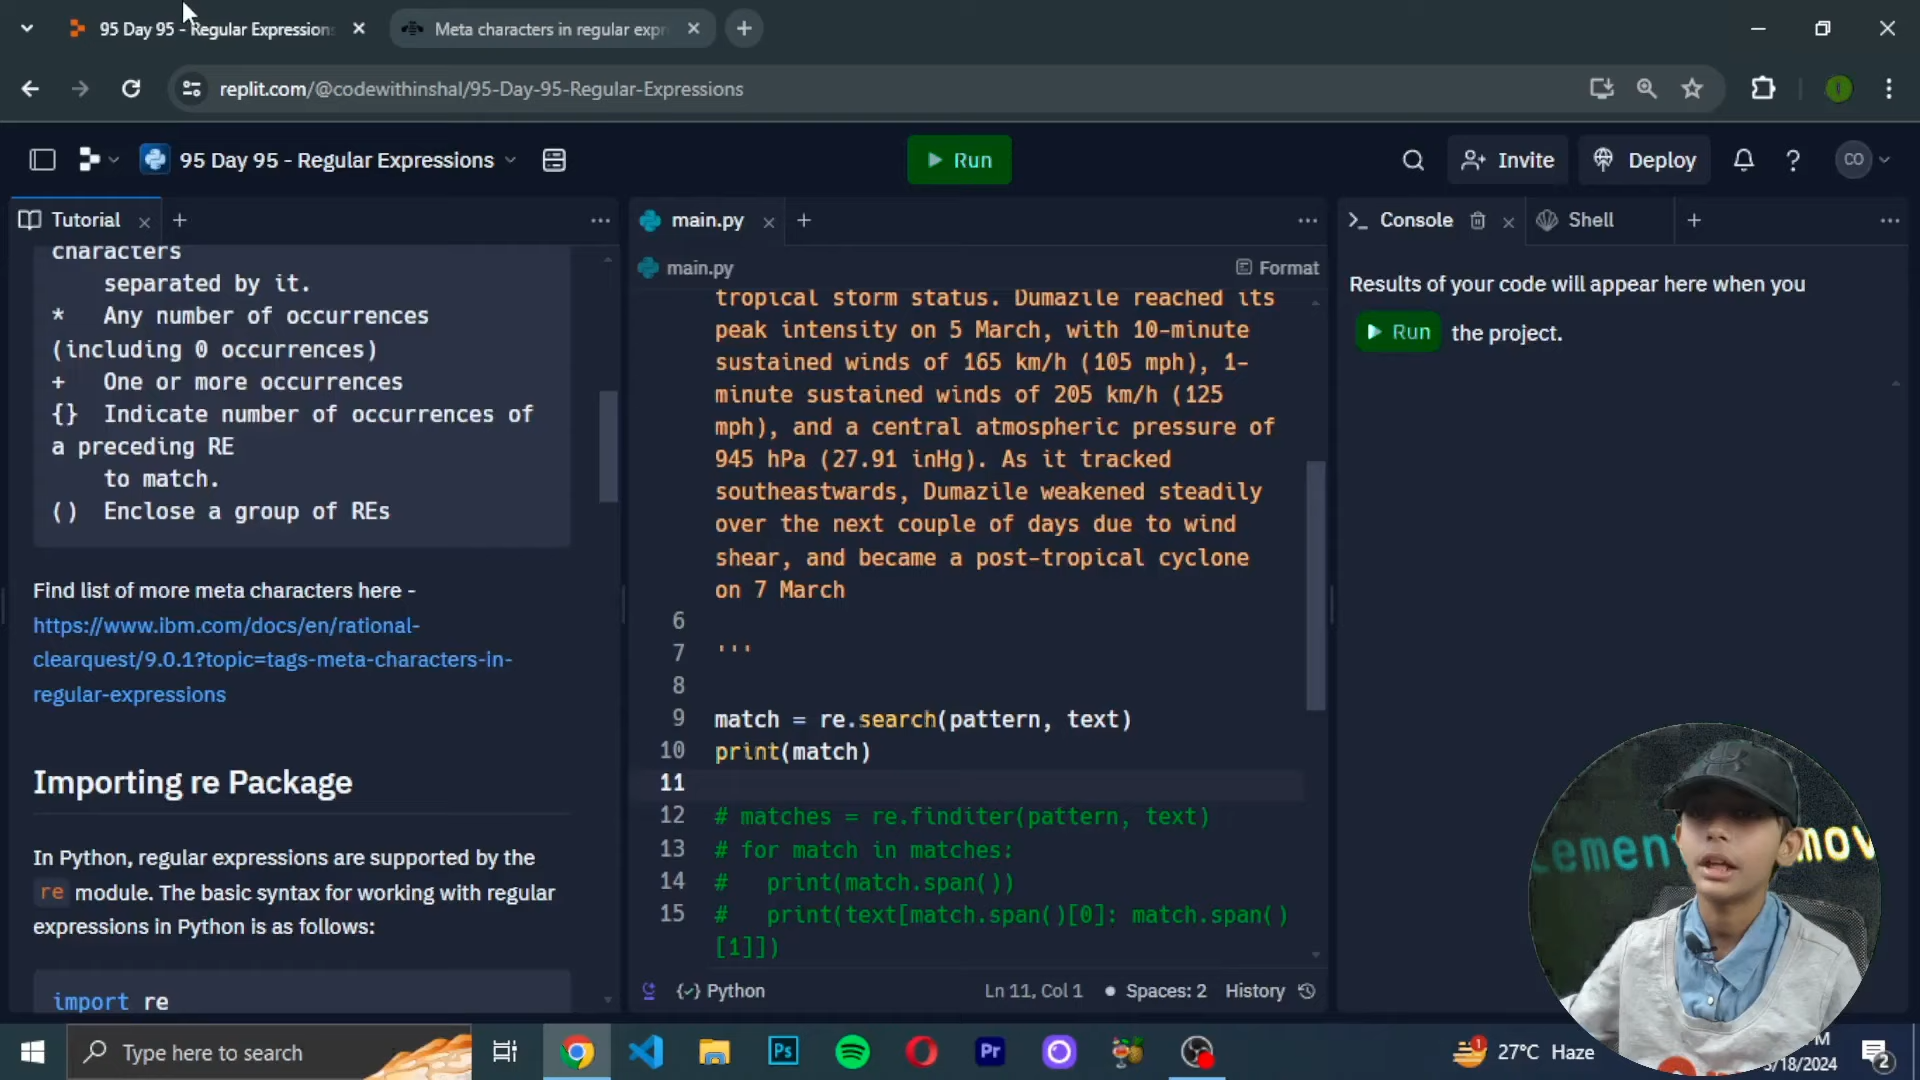 95 Day 95 - Regular Expressions
Meta characters in regular expr
replit.com/@codewithinshal/95-Day-95-Regular-Expressions
95 Day 95 - Regular Expressions
Run
Invite
Deploy
CO
Tutorial
characters
separated by it.
* Any number of occurrences
(including 0 occurrences)
+ One or more occurrences
{} Indicate number of occurrences of
a preceding RE
to match.
() Enclose a group of REs
Find list of more meta characters here -
https://www.ibm.com/docs/en/rational-
clearquest/9.0.1?topic=tags-meta-characters-in-
regular-expressions
Importing re Package
In Python, regular expressions are supported by the
re module. The basic syntax for working with regular
expressions in Python is as follows:
import re
main.py
main.py
Format
tropical storm status. Dumazile reached its
peak intensity on 5 March, with 10-minute
sustained winds of 165 km/h (105 mph), 1-
minute sustained winds of 205 km/h (125
mph), and a central atmospheric pressure of
945 hPa (27.91 inHg). As it tracked
southeastwards, Dumazile weakened steadily
over the next couple of days due to wind
shear, and became a post-tropical cyclone
on 7 March
6
7 '''
8
9 match = re.search(pattern, text)
10 print(match)
11
12 # matches = re.finditer(pattern, text)
13 # for match in matches:
14 #   print(match.span())
15 #   print(text[match.span()[0]: match.span()
[1]])
Python
Ln 11, Col 1
Spaces: 2
History
Console
Shell
Results of your code will appear here when you
Run the project.
Type here to search
Ps
Pr
1
27°C Haze
/18/2024
2